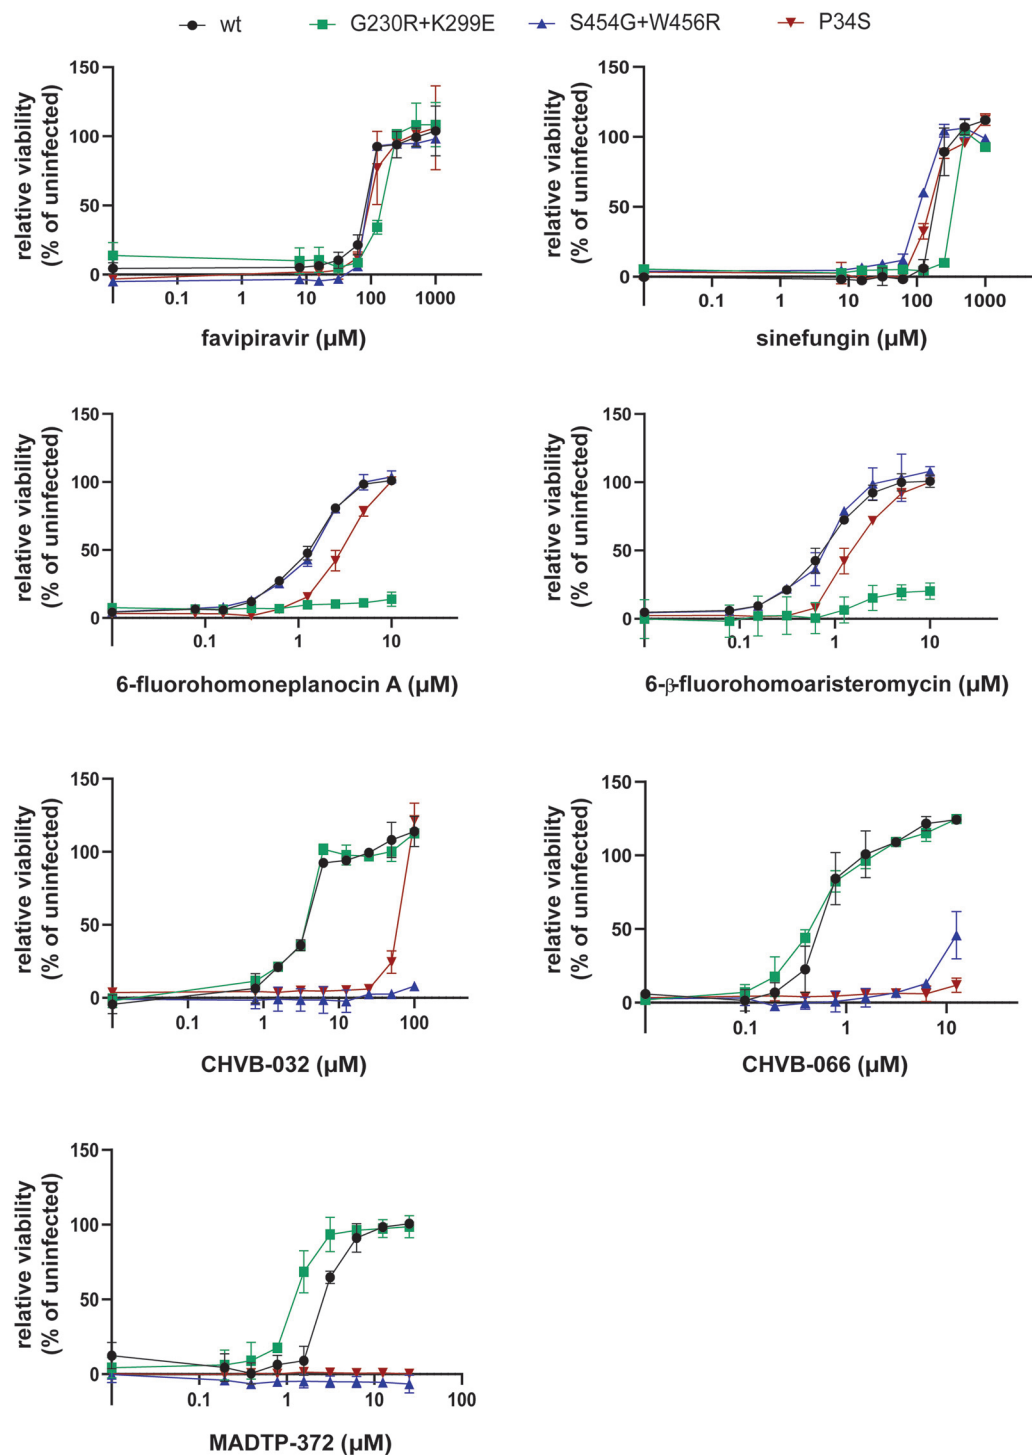 wt G230R+K299E S454G+W456R P34S
relative viability
(% of uninfected)
150
100
50
0
0.1 1 10 100 1000
favipiravir (µM)
relative viability
(% of uninfected)
150
100
50
0
0.1 1 10 100 1000
sinefungin (µM)
relative viability
(% of uninfected)
150
100
50
0
0.1 1 10
6-fluorohomoneplanocin A (µM)
relative viability
(% of uninfected)
150
100
50
0
0.1 1 10
6-β-fluorohomoaristeromycin (µM)
relative viability
(% of uninfected)
150
100
50
0
0.1 1 10 100
CHVB-032 (µM)
relative viability
(% of uninfected)
150
100
50
0
0.1 1 10
CHVB-066 (µM)
relative viability
(% of uninfected)
150
100
50
0
0.1 1 10 100
MADTP-372 (µM)